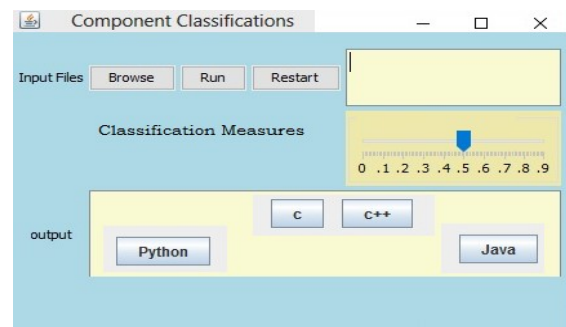 Component Classifications
Input Files Browse Run Restart
Classification Measures
0 .1 .2 .3 .4 .5 .6 .7 .8 .9
output
c c++
Python Java